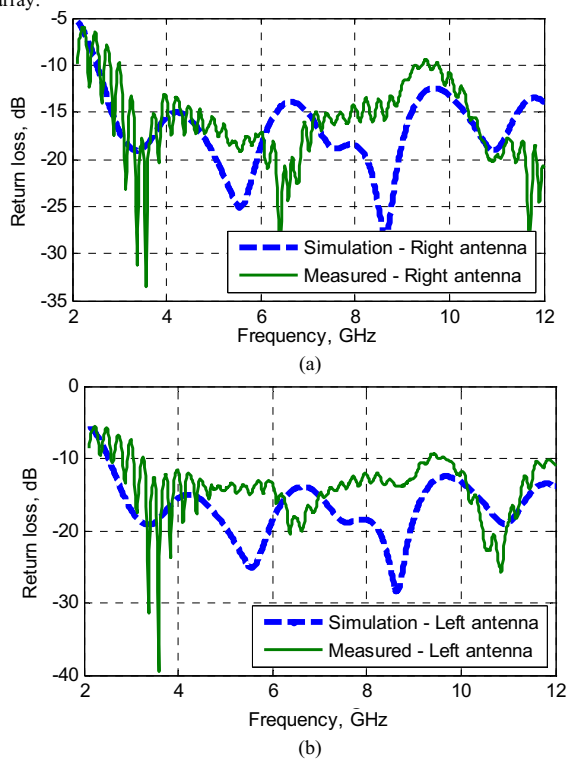 array.
-5
-10
-15
-20
-25
-30
-35
Return loss, dB
Simulation - Right antenna
Measured - Right antenna
2 4 6 8 10 12
Frequency, GHz
(a)
0
-10
-20
-30
-40
Return loss, dB
Simulation - Left antenna
Measured - Left antenna
2 4 6 8 10 12
Frequency, GHz
(b)